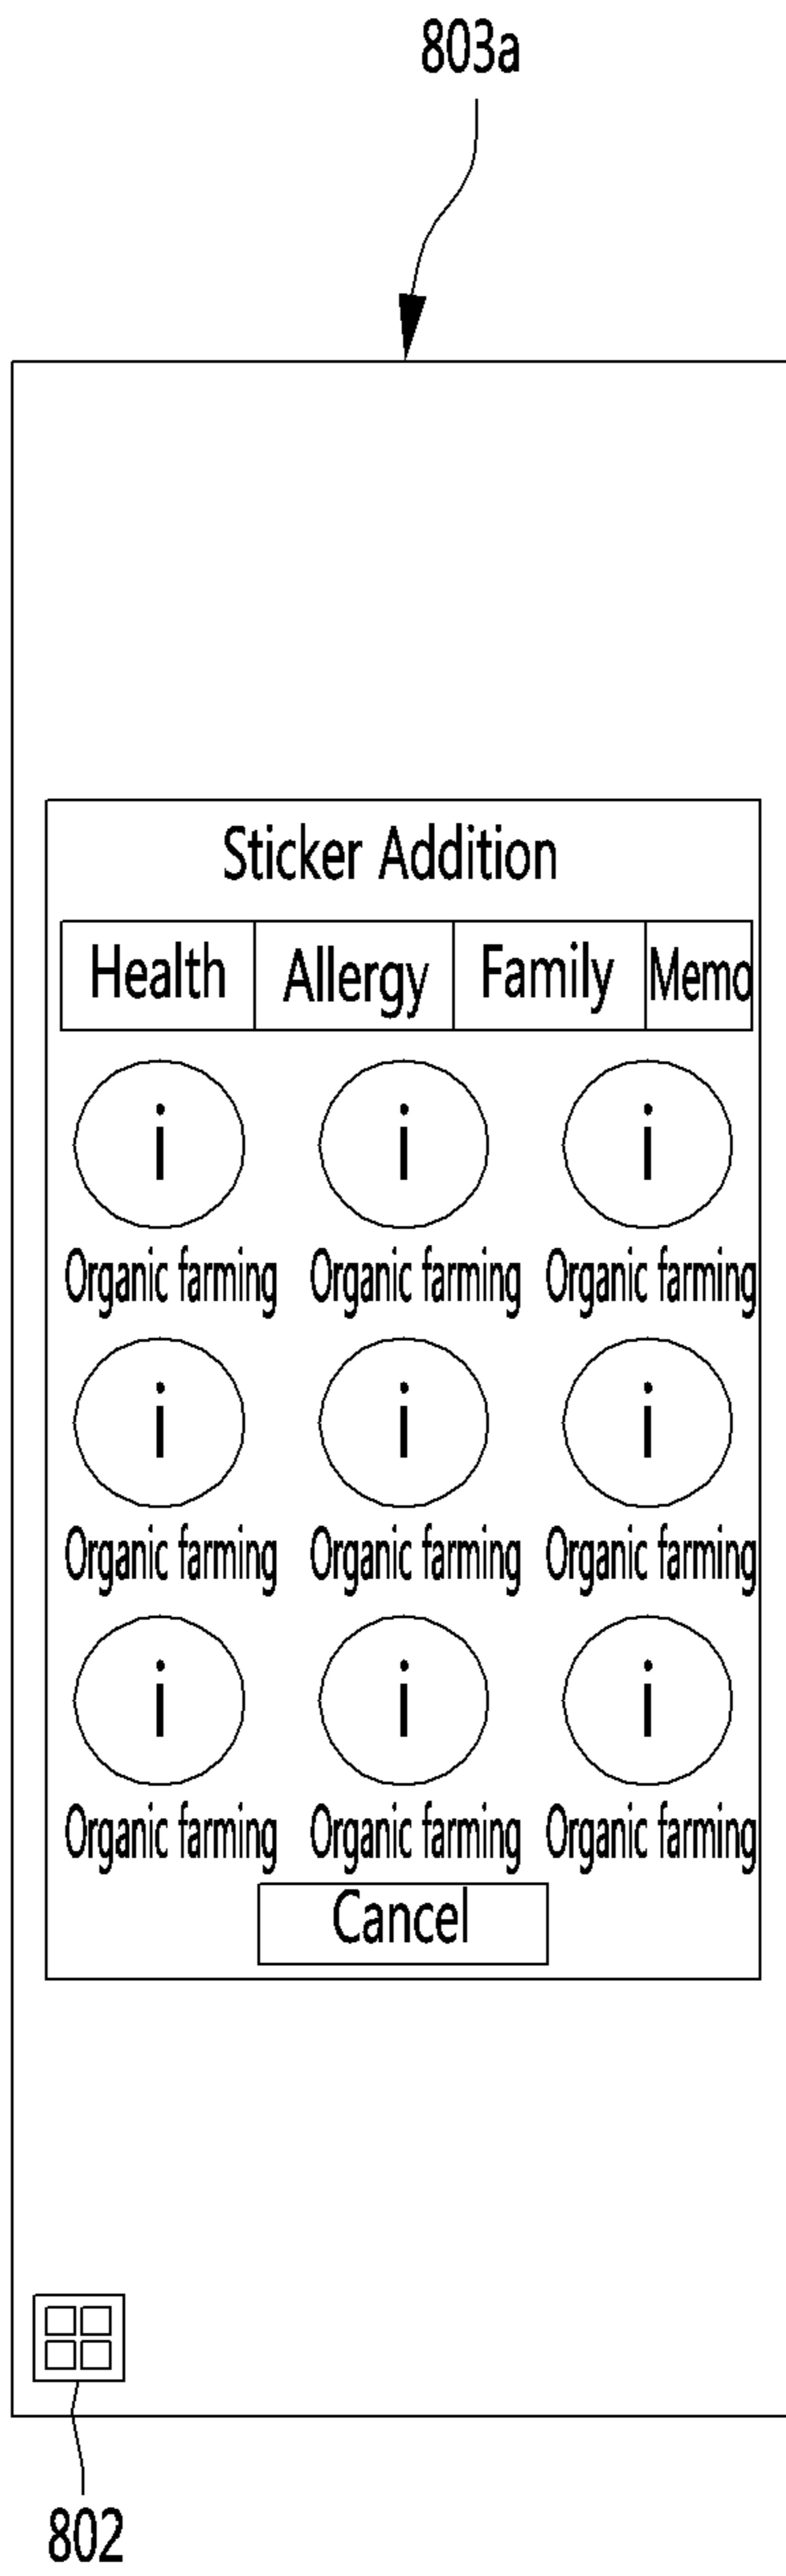 803a
Sticker Addition
Health Allergy Family Memo
i i i
Organic farming Organic farming Organic farming
i i i
Organic farming Organic farming Organic farming
i i i
Organic farming Organic farming Organic farming
Cancel
802